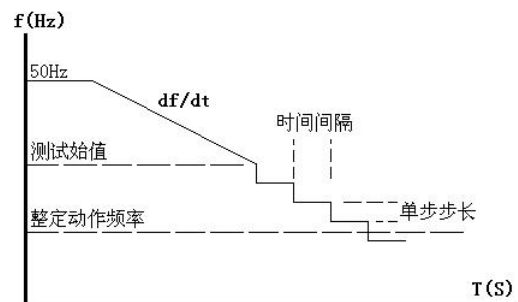 f(Hz)
50Hz
df/dt
时间间隔
测试始值
单步步长
整定动作频率
T(S)